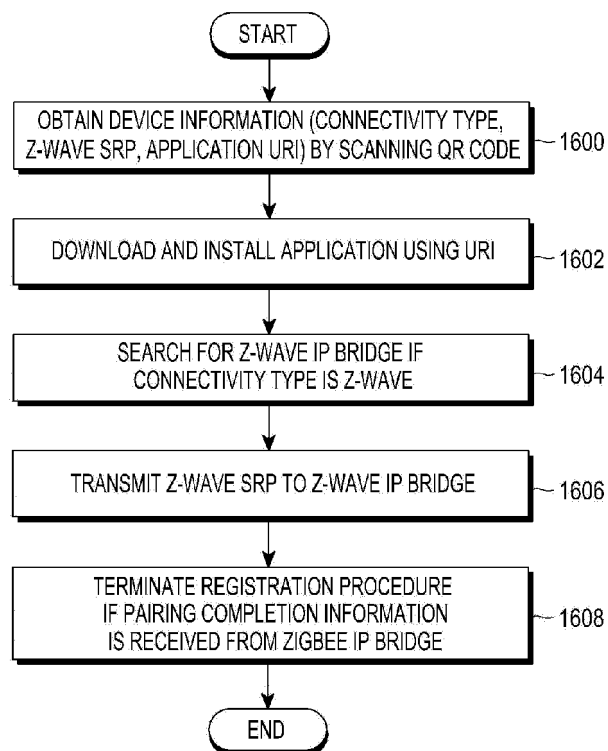 START
OBTAIN DEVICE INFORMATION (CONNECTIVITY TYPE,
Z-WAVE SRP, APPLICATION URI) BY SCANNING QR CODE
1600
DOWNLOAD AND INSTALL APPLICATION USING URI
1602
SEARCH FOR Z-WAVE IP BRIDGE IF
CONNECTIVITY TYPE IS Z-WAVE
1604
TRANSMIT Z-WAVE SRP TO Z-WAVE IP BRIDGE
1606
TERMINATE REGISTRATION PROCEDURE
IF PAIRING COMPLETION INFORMATION
IS RECEIVED FROM ZIGBEE IP BRIDGE
1608
END